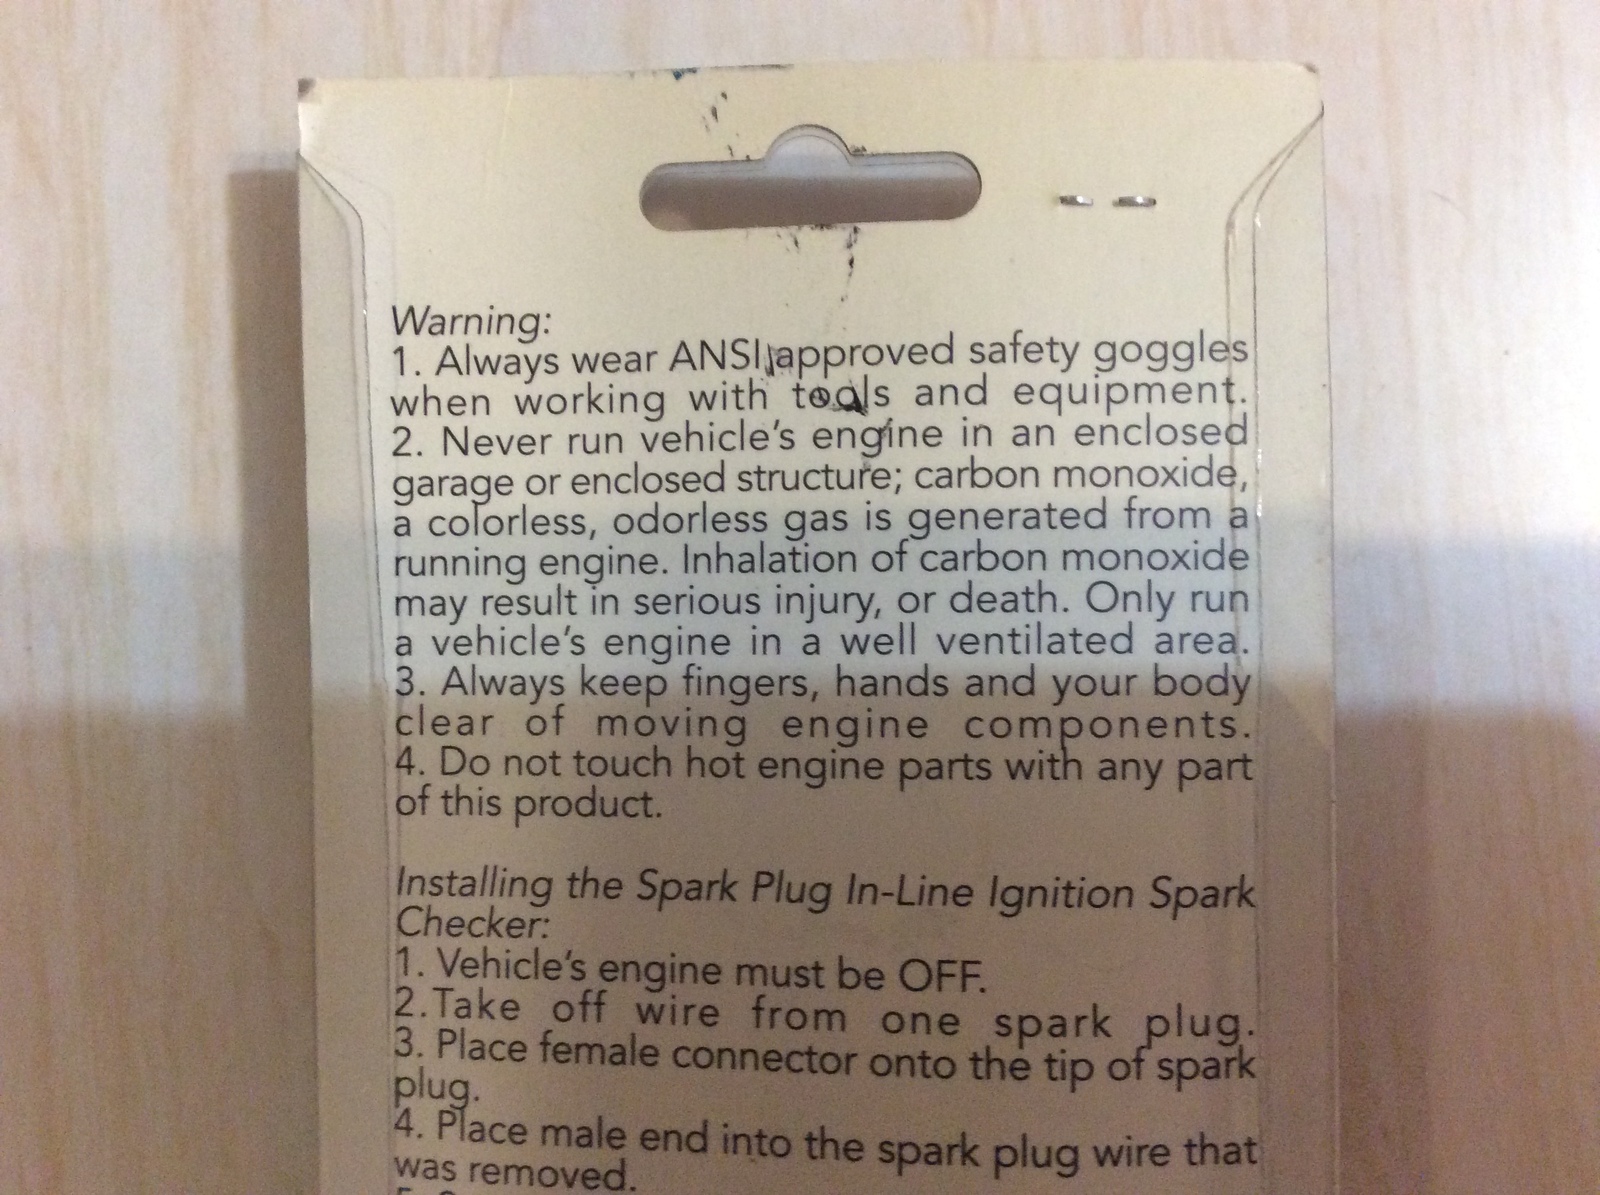 Warning:
1. Always wear ANSI approved safety goggles
when working with tools and equipment.
2. Never run vehicle's engine in an enclosed
garage or enclosed structure; carbon monoxide,
a colorless, odorless gas is generated from a
running engine. Inhalation of carbon monoxide
may result in serious injury, or death. Only run
a vehicle's engine in a well ventilated area.
3. Always keep fingers, hands and your body
clear of moving engine components.
4. Do not touch hot engine parts with any part
of this product.
Installing the Spark Plug In-Line Ignition Spark
Checker:
1. Vehicle's engine must be OFF.
2.Take off wire from one spark plug.
3. Place female connector onto the tip of spark
plug.
4. Place male end into the spark plug wire that
was removed.